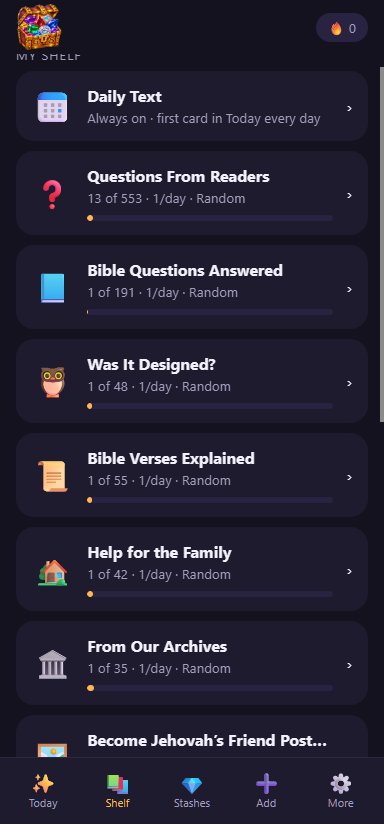 0
MY SHELF
Daily Text
Always on · first card in Today every day
Questions From Readers
13 of 553 · 1/day · Random
Bible Questions Answered
1 of 191 · 1/day · Random
Was It Designed?
1 of 48 · 1/day · Random
Bible Verses Explained
1 of 55 · 1/day · Random
Help for the Family
1 of 42 · 1/day · Random
From Our Archives
1 of 35 · 1/day · Random
Become Jehovah’s Friend Post...
Today Shelf Stashes Add More